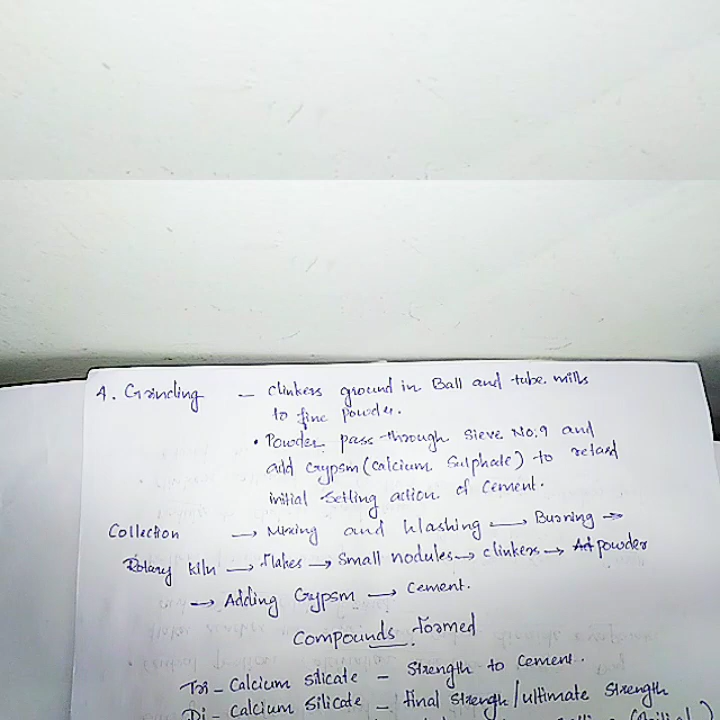 4. Grinding – clinkers ground in Ball and tube. mills
to fine powder.
• Powder pass through sieve No: 9 and
add Gypsm (calcium Sulphate) to retard
initial Setling action of Cement.
Collection → Mixing and Washing → Burning →
Rotary kiln → flakes → Small nodules → clinkers → powder
→ Adding Gypsm → Cement.
Compounds formed
Tri – Calcium silicate – Strength to Cement.
Di – Calcium Silicate – final Strength / ultimate Strength